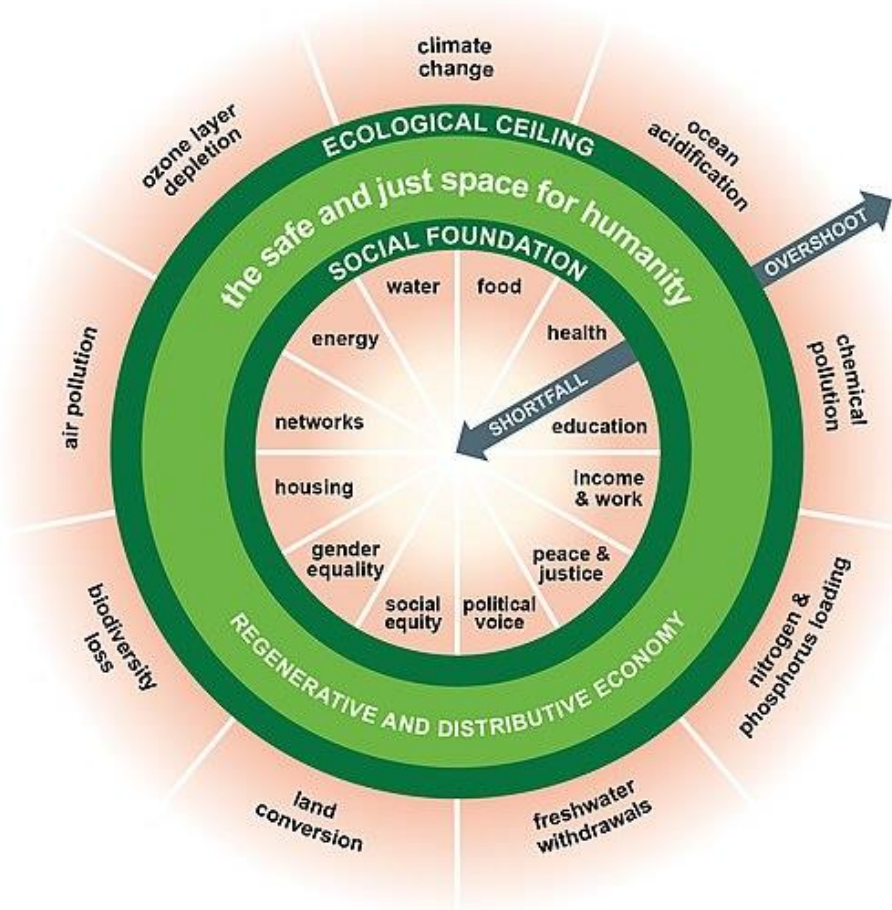 climate
change
ocean
acidification
OVERSHOOT
chemical
pollution
nitrogen &
phosphorus loading
freshwater
withdrawals
land
conversion
biodiversity
loss
air pollution
ozone layer
depletion
ECOLOGICAL CEILING
the safe and just space for humanity
SOCIAL FOUNDATION
water
food
health
SHORTFALL
education
income
& work
peace &
justice
political
voice
social
equity
gender
equality
housing
networks
energy
REGENERATIVE AND DISTRIBUTIVE ECONOMY